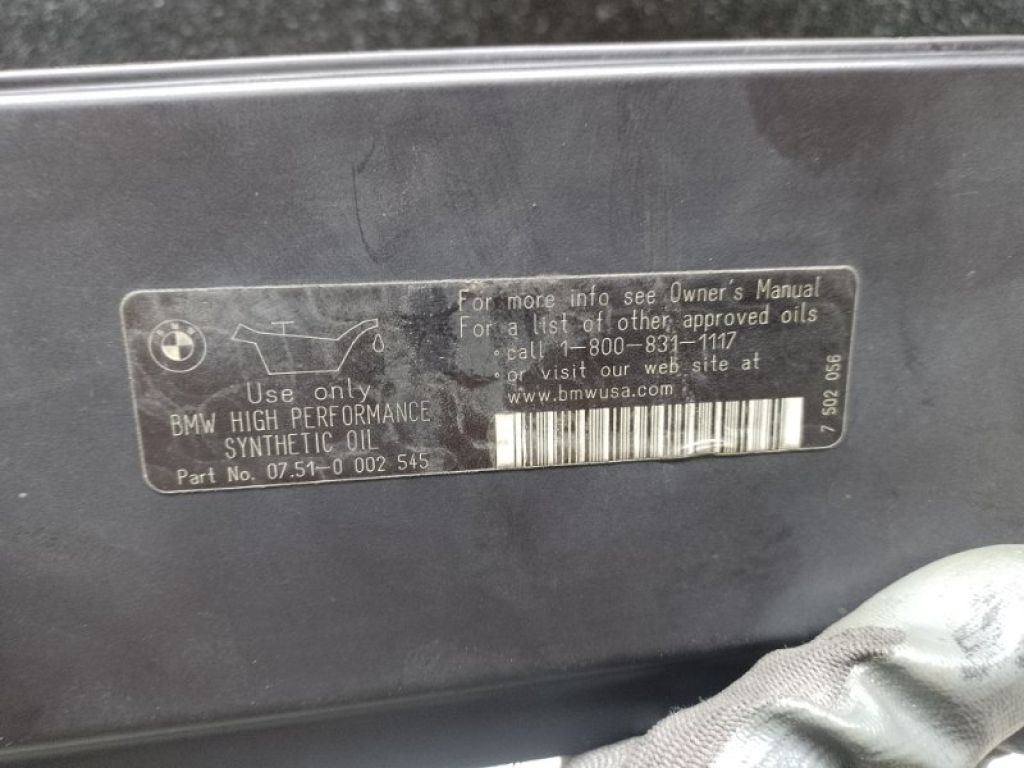 BMW
Use only
BMW HIGH PERFORMANCE
SYNTHETIC OIL
Part No. 07.51-0 002 545
For more info see Owner's Manual
For a list of other approved oils
•call 1-800-831-1117
•or visit our web site at
www.bmwusa.com
7 502 056